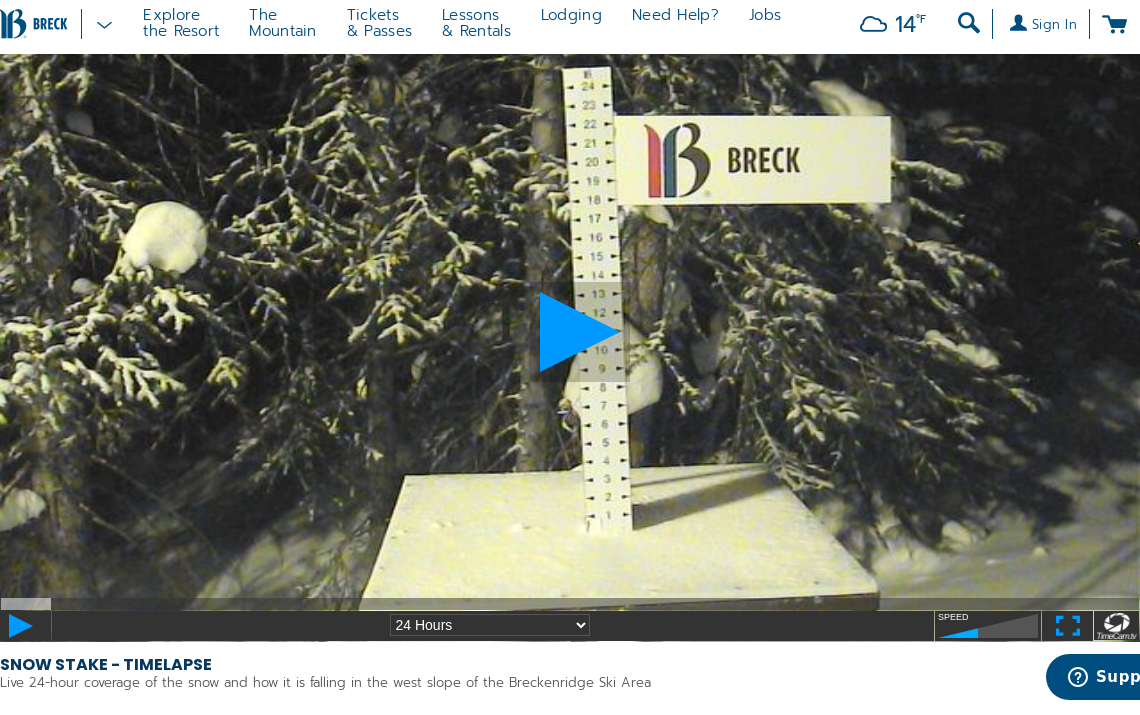 BRECK
Explore
the Resort
The
Mountain
Tickets
& Passes
Lessons
& Rentals
Lodging
Need Help?
Jobs
14°F
Sign In
24
23
22
21
20
19
18
17
16
15
14
13
12
10
9
8
7
6
5
4
3
2
1
BRECK
24 Hours
SPEED
TimeCam.tv
SNOW STAKE - TIMELAPSE
Live 24-hour coverage of the snow and how it is falling in the west slope of the Breckenridge Ski Area
Supp